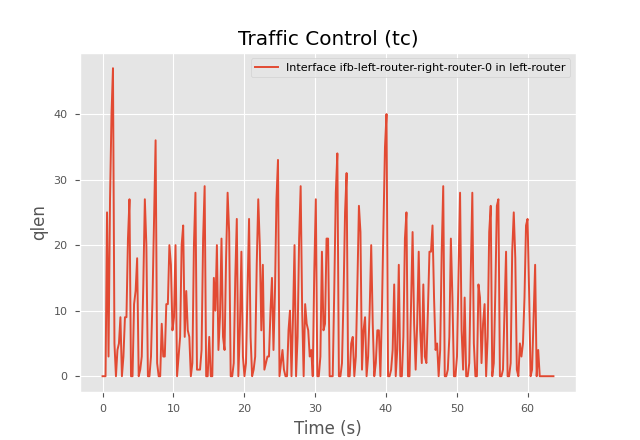 Traffic Control (tc)
Interface ifb-left-router-right-router-0 in left-router
qlen
40
30
20
10
0
0 10 20 30 40 50 60
Time (s)